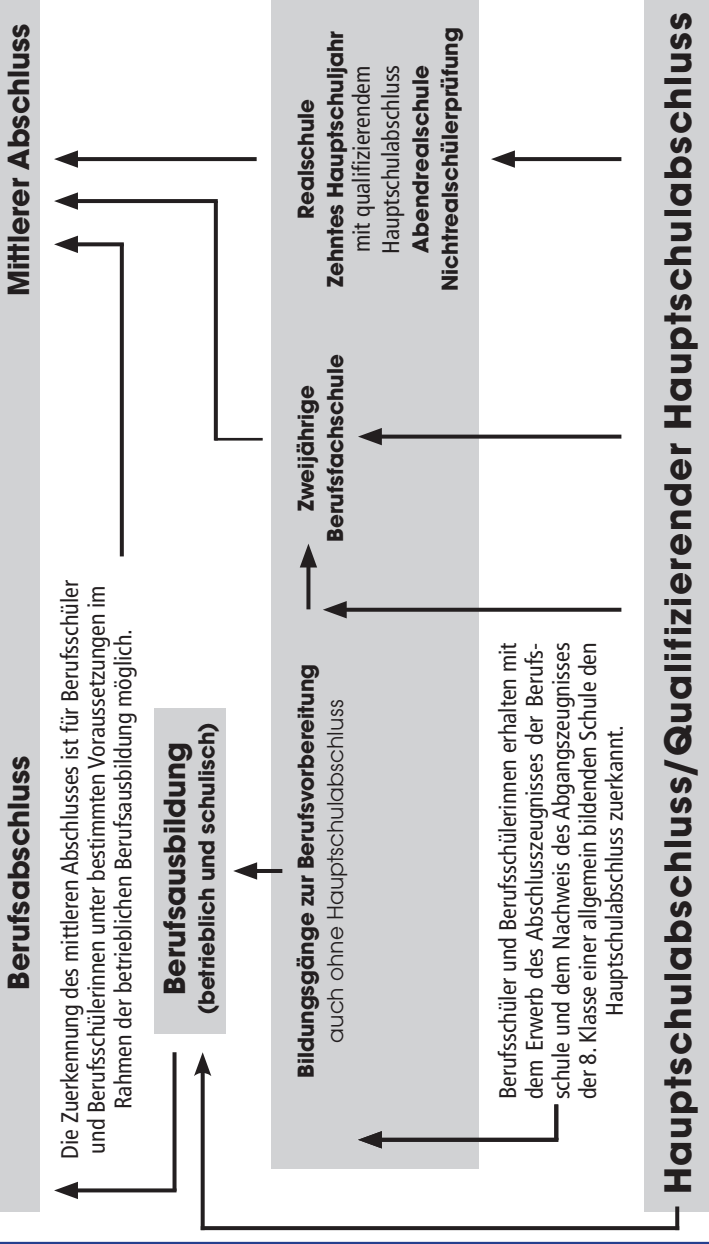 Berufsabschluss
Mittlerer Abschluss
Die Zuerkennung des mittleren Abschlusses ist für Berufsschüler
und Berufsschülerinnen unter bestimmten Voraussetzungen im
Rahmen der betrieblichen Berufsausbildung möglich.
Berufsausbildung
(betrieblich und schulisch)
Bildungsgänge zur Berufsvorbereitung
auch ohne Hauptschulabschluss
Zweijährige
Berufsfachschule
Realschule
Zehntes Hauptschuljahr
mit qualifizierendem
Hauptschulabschluss
Abendrealschule
Nichtrealschülerprüfung
Berufsschüler und Berufsschülerinnen erhalten mit
dem Erwerb des Abschlusszeugnisses der Berufs-
schule und dem Nachweis des Abgangszeugnisses
der 8. Klasse einer allgemein bildenden Schule den
Hauptschulabschluss zuerkannt.
Hauptschulabschluss/Qualifizierender Hauptschulabschluss